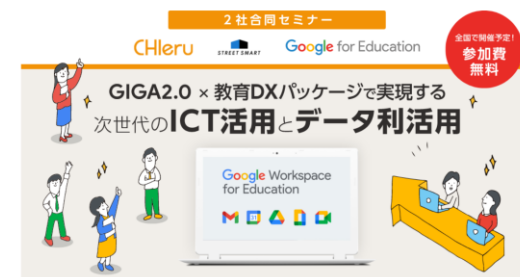 2社合同セミナー
CHIeru STREET SMART Google for Education
全国で開催予定!
参加費
無料
GIGA2.0 × 教育DXパッケージで実現する
次世代のICT活用とデータ利活用
Google Workspace
for Education